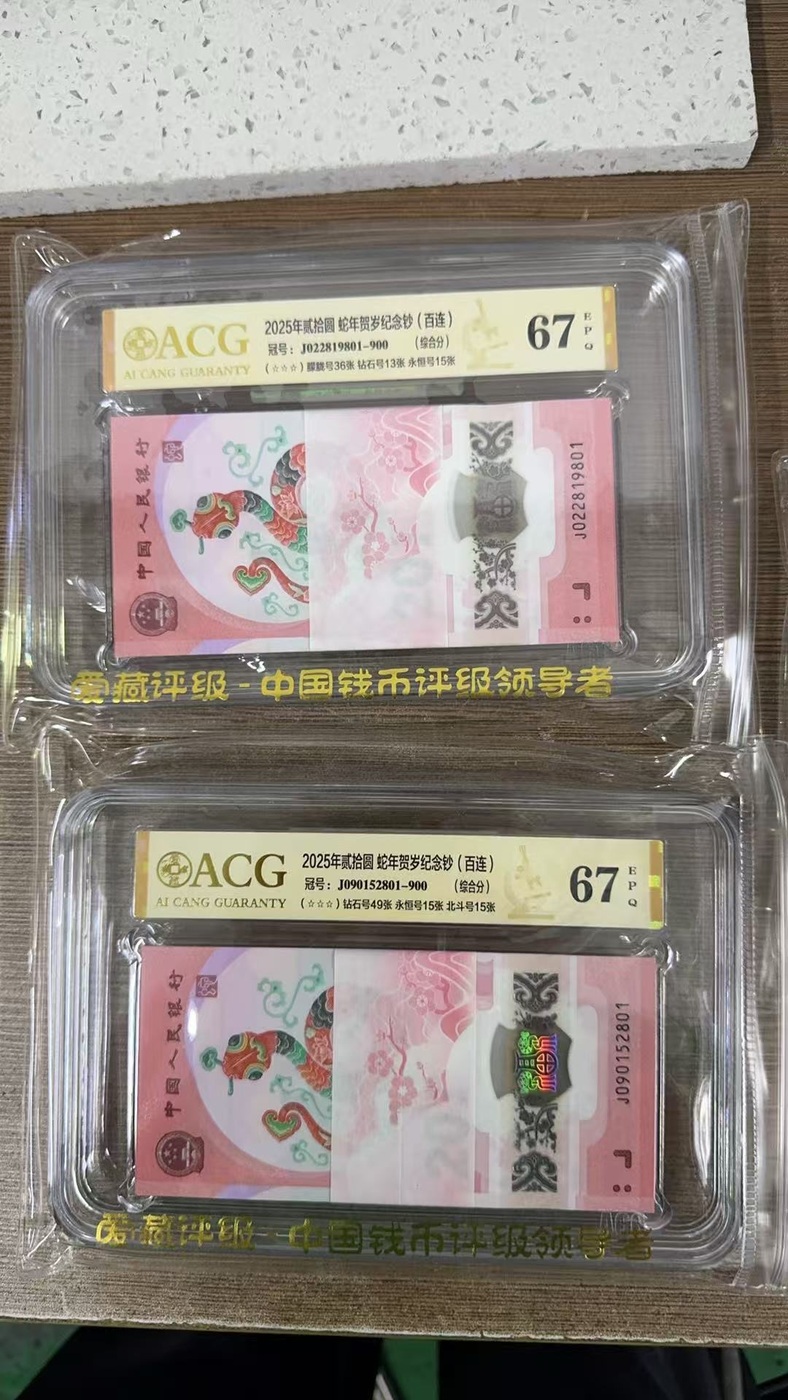 ACG
AI CANG GUARANTY
2025年贰拾圆 蛇年贺岁纪念钞（百连）
冠号：J022819801-900 （综合分）
（☆☆☆）朦胧号36张 钻石号13张 永恒号15张
67
EPQ
中国人民银行
J022819801
爱藏评级-中国钱币评级领导者
ACG
AI CANG GUARANTY
2025年贰拾圆 蛇年贺岁纪念钞（百连）
冠号：J090152801-900 （综合分）
（☆☆☆）钻石号49张 永恒号15张 北斗号15张
67
EPQ
中国人民银行
20
J090152801
爱藏评级-中国钱币评级领导者